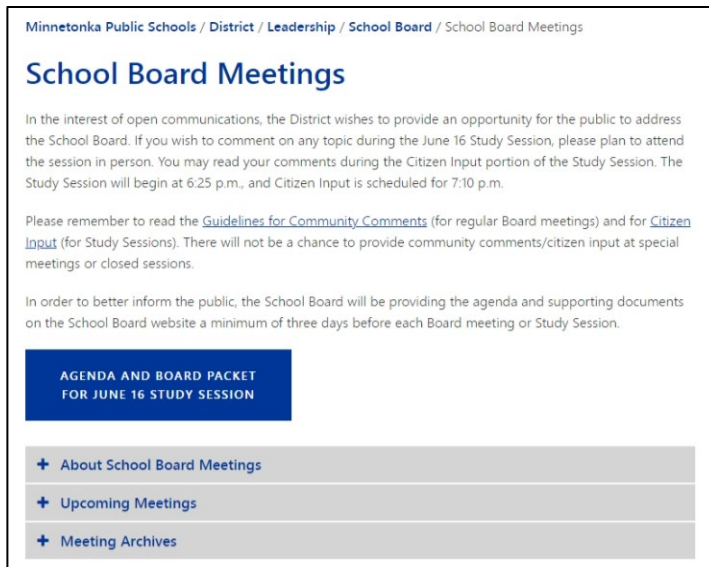 Minnetonka Public Schools / District / Leadership / School Board / School Board Meetings
School Board Meetings
In the interest of open communications, the District wishes to provide an opportunity for the public to address
the School Board. If you wish to comment on any topic during the June 16 Study Session, please plan to attend
the session in person. You may read your comments during the Citizen Input portion of the Study Session. The
Study Session will begin at 6:25 p.m., and Citizen Input is scheduled for 7:10 p.m.
Please remember to read the Guidelines for Community Comments (for regular Board meetings) and for Citizen
Input (for Study Sessions). There will not be a chance to provide community comments/citizen input at special
meetings or closed sessions.
In order to better inform the public, the School Board will be providing the agenda and supporting documents
on the School Board website a minimum of three days before each Board meeting or Study Session.
AGENDA AND BOARD PACKET
FOR JUNE 16 STUDY SESSION
+ About School Board Meetings
+ Upcoming Meetings
+ Meeting Archives